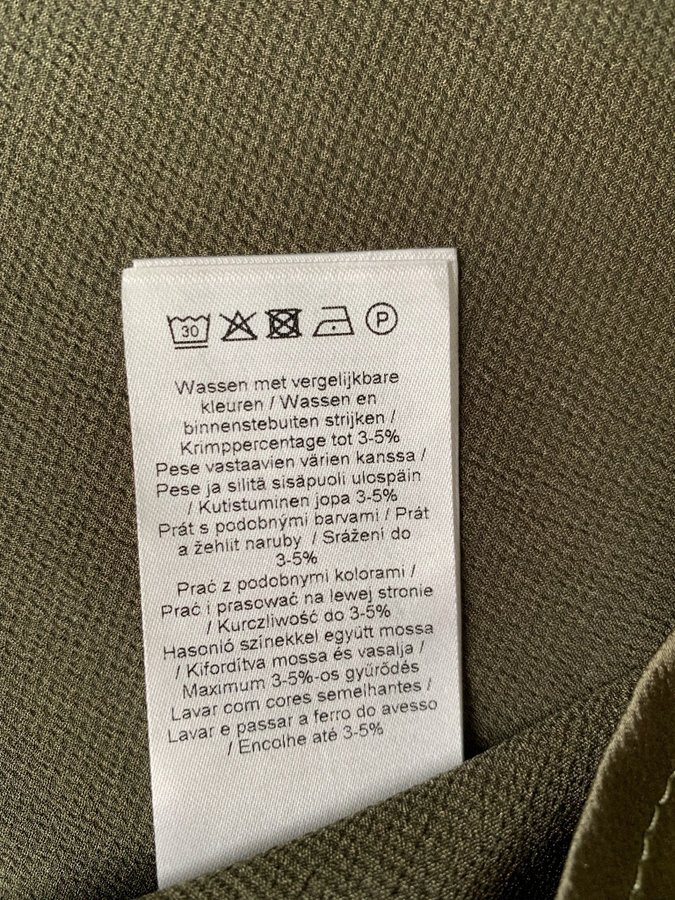 30 P
Wassen met vergelijkbare
kleuren / Wassen en
binnenstebuiten strijken /
Krimppercentage tot 3-5%
Pese vastaavien värien kanssa /
Pese ja silitä sisäpuoli ulospäin
/ Kutistuminen jopa 3-5%
Prát s podobnými barvami / Prát
a žehlit naruby / Srážení do
3-5%
Prać z podobnymi kolorami /
Prać i prasować na lewej stronie
/ Kurczliwość do 3-5%
Hasonló színekkel együtt mossa
/ Kifordítva mossa és vasalja /
Maximum 3-5%-os gyűrődés
Lavar com cores semelhantes /
Lavar e passar a ferro do avesso
/ Encolhe até 3-5%